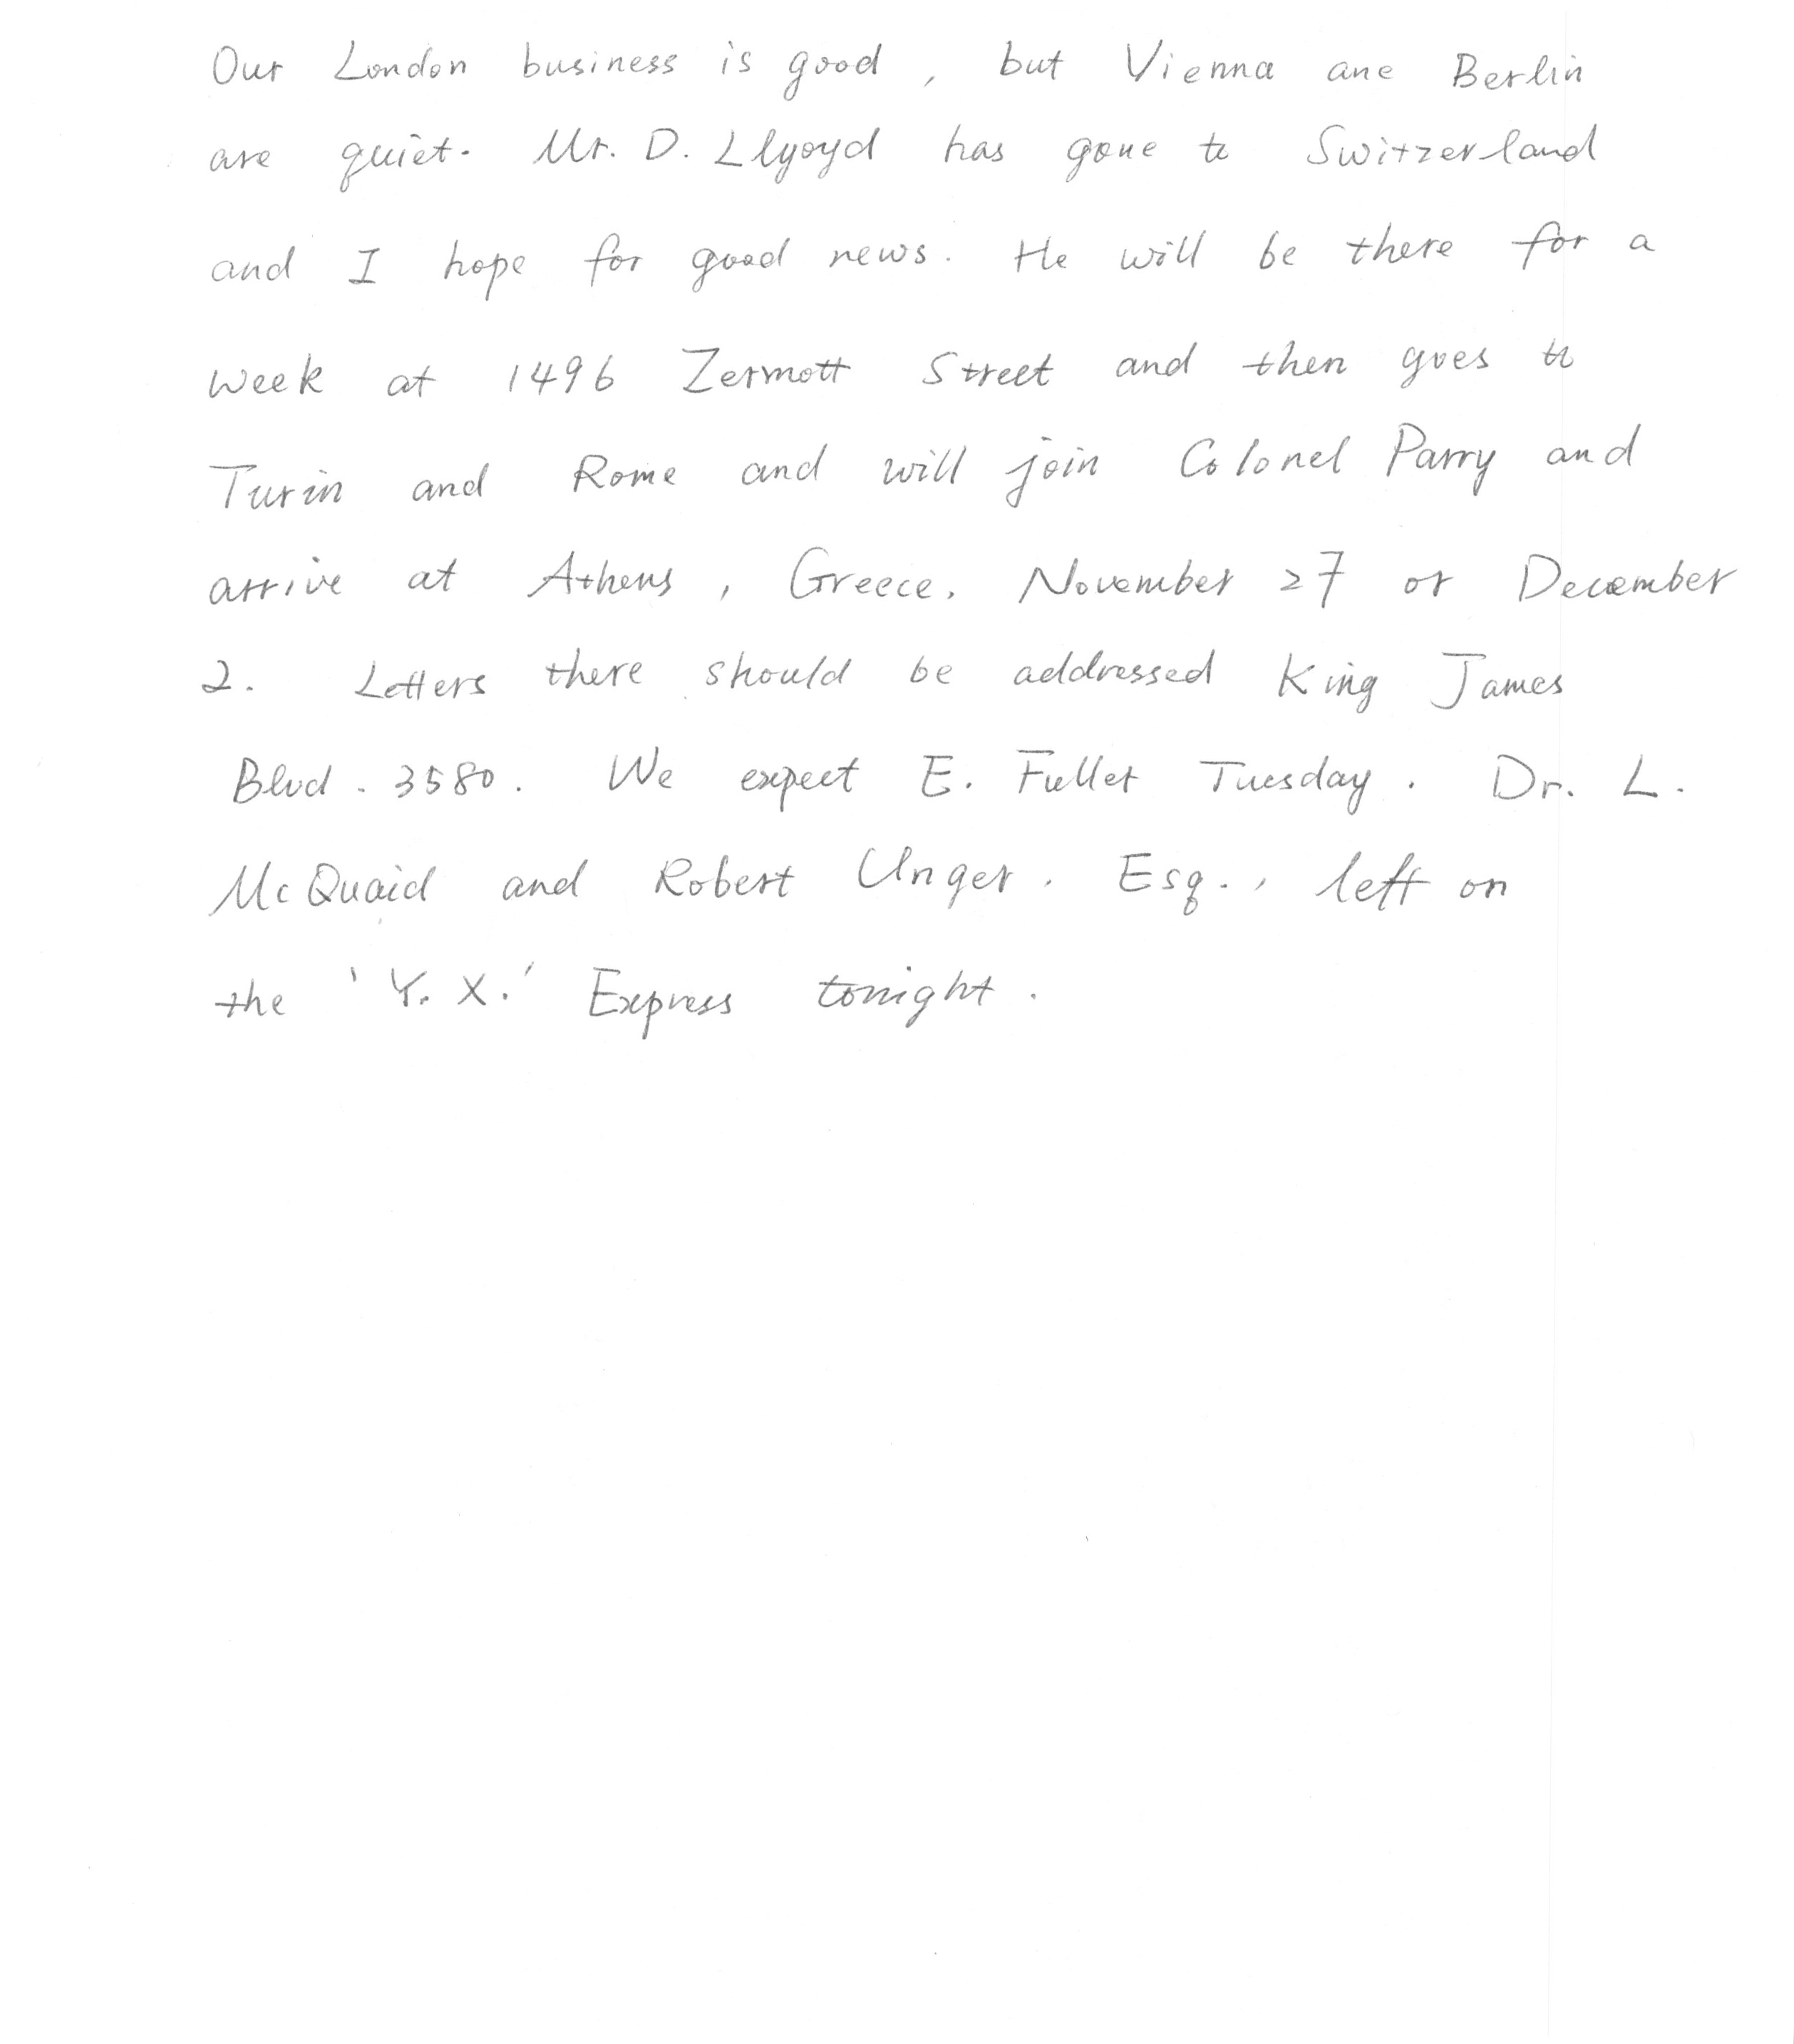 Our London business is good, but Vienna ane Berlin
are quiet. Mr. D. Llyoyd has gone to Switzerland
and I hope for good news. He will be there for a
week at 1496 Zermott Street and then goes to
Turin and Rome and will join Colonel Parry and
arrive at Athens, Greece, November 27 or December
2. Letters there should be addressed King James
Blvd. 3580. We expect E. Fuller Tuesday. Dr. L.
McQuaid and Robert Unger. Esq., left on
the 'Y. X.' Express tonight.